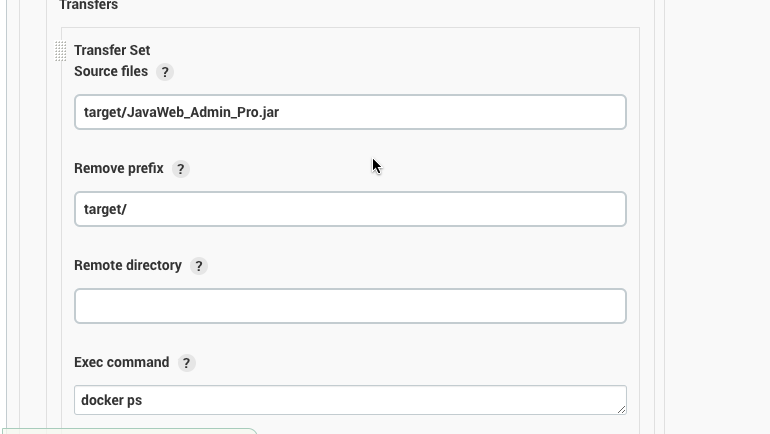 Transfers
Transfer Set
Source files ?
target/JavaWeb_Admin_Pro.jar
Remove prefix ?
target/
Remote directory ?
Exec command ?
docker ps